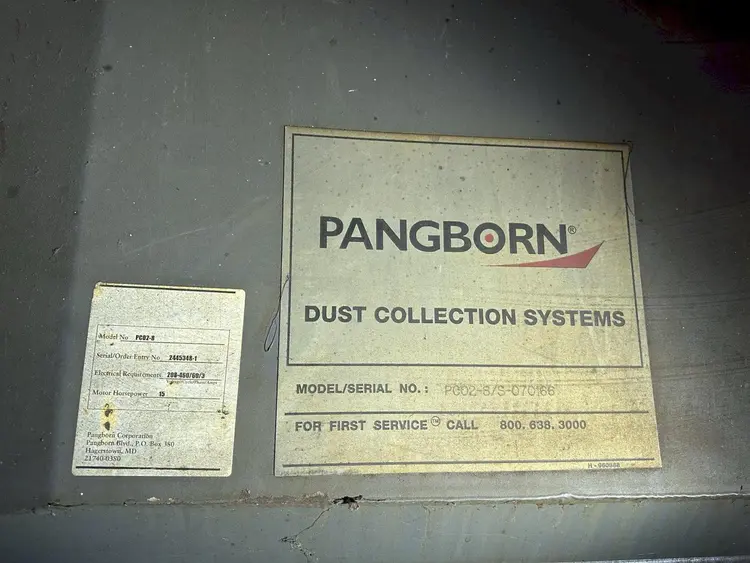 PANGBORN®
DUST COLLECTION SYSTEMS
MODEL/SERIAL NO.: PC02-8/S-070166
FOR FIRST SERVICE℠ CALL 800.638.3000
Model No PC02-8
Serial/Order Entry No 2445348-1
Electrical Requirements 208-460/60/3
Motor Horsepower 15
Pangborn Corporation
Pangborn Blvd., P.O. Box 380
Hagerstown, MD
21740-0380